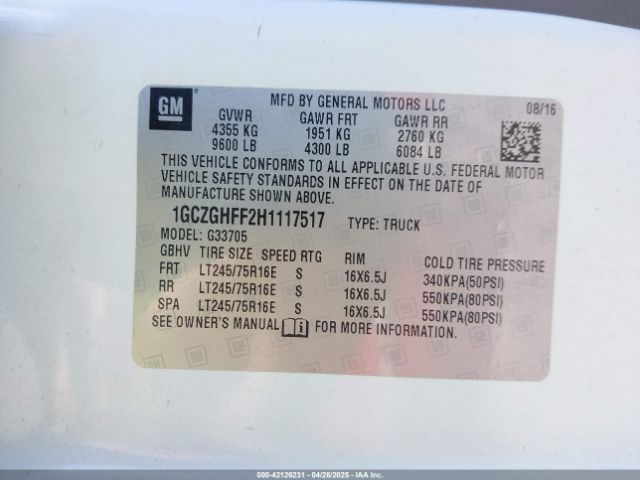 GM
MFD BY GENERAL MOTORS LLC 08/16
GVWR GAWR FRT GAWR RR
4355 KG 1951 KG 2760 KG
9600 LB 4300 LB 6084 LB
THIS VEHICLE CONFORMS TO ALL APPLICABLE U.S. FEDERAL MOTOR
VEHICLE SAFETY STANDARDS IN EFFECT ON THE DATE OF
MANUFACTURE SHOWN ABOVE.
1GCZGHFF2H1117517 TYPE: TRUCK
MODEL: G33705
GBHV TIRE SIZE SPEED RTG RIM COLD TIRE PRESSURE
FRT LT245/75R16E S 16X6.5J 340KPA(50PSI)
RR LT245/75R16E S 16X6.5J 550KPA(80PSI)
SPA LT245/75R16E S 16X6.5J 550KPA(80PSI)
SEE OWNER'S MANUAL FOR MORE INFORMATION.
000-42126231 - 04/28/2025 - IAAI.COM